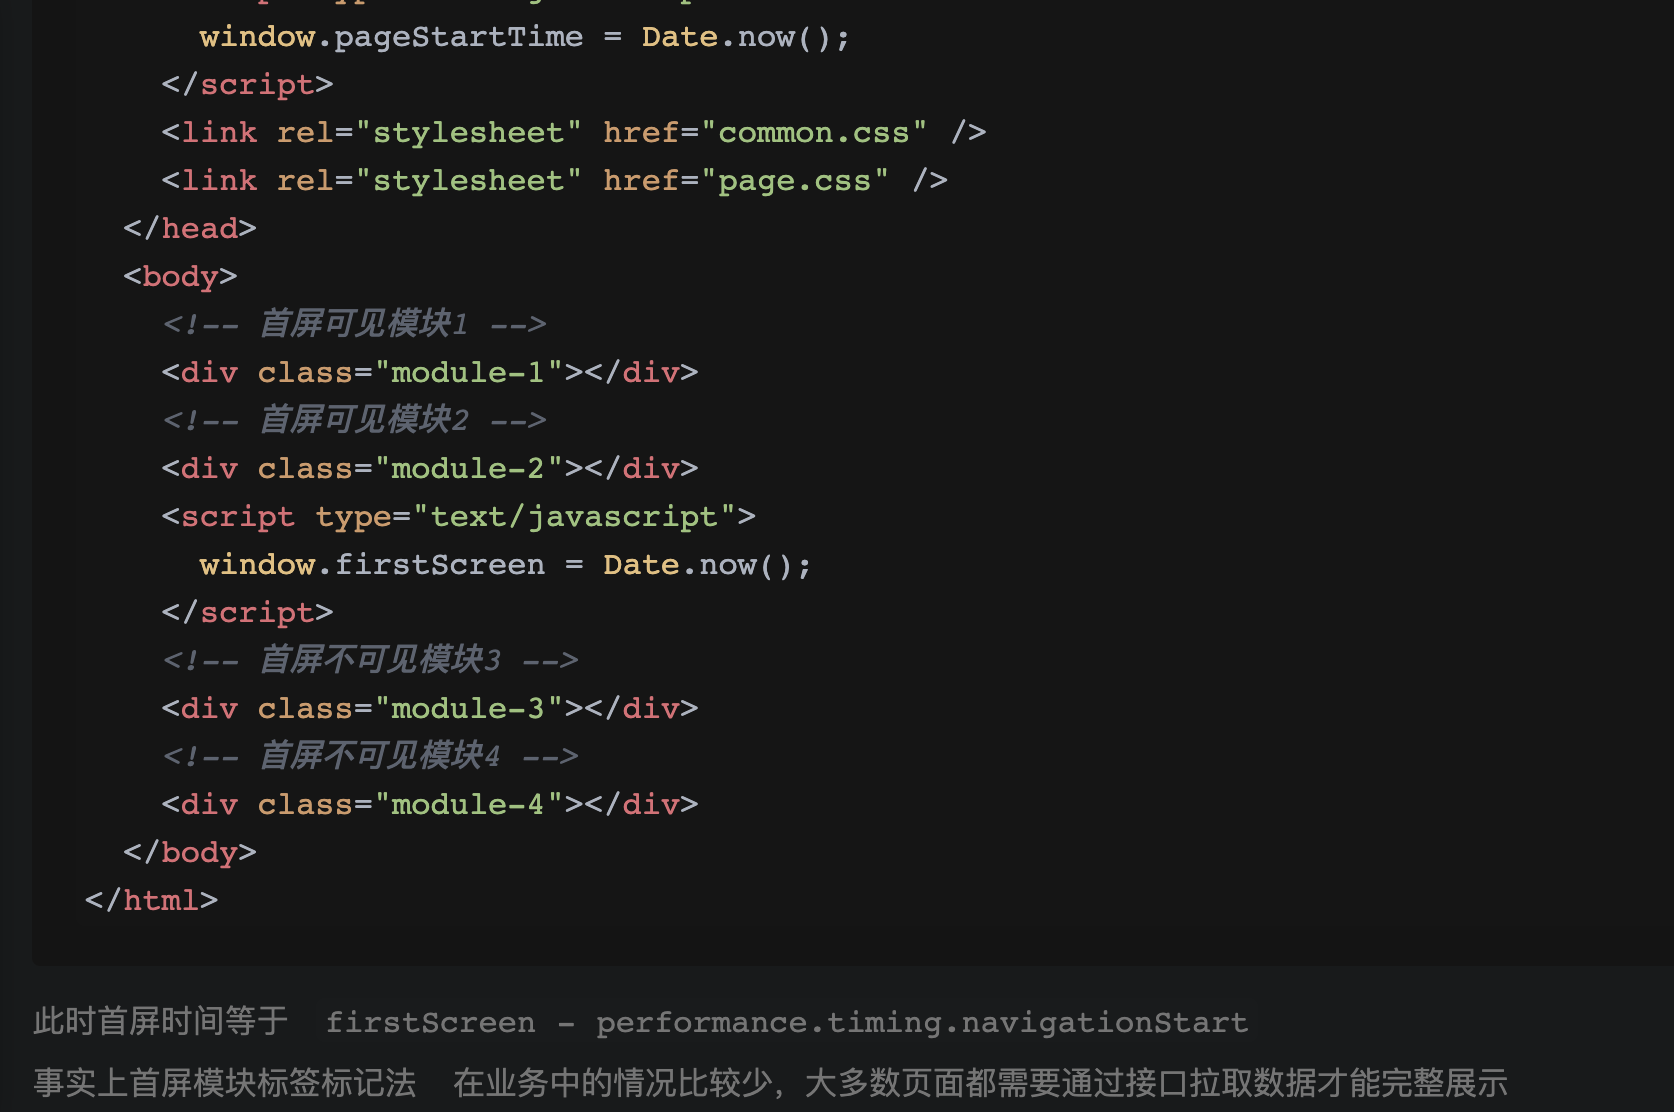 window.pageStartTime = Date.now();
</script>
<link rel="stylesheet" href="common.css" />
<link rel="stylesheet" href="page.css" />
</head>
<body>
<!-- 首屏可见模块1 -->
<div class="module-1"></div>
<!-- 首屏可见模块2 -->
<div class="module-2"></div>
<script type="text/javascript">
window.firstScreen = Date.now();
</script>
<!-- 首屏不可见模块3 -->
<div class="module-3"></div>
<!-- 首屏不可见模块4 -->
<div class="module-4"></div>
</body>
</html>
此时首屏时间等于 firstScreen - performance.timing.navigationStart
事实上首屏模块标签标记法 在业务中的情况比较少，大多数页面都需要通过接口拉取数据才能完整展示